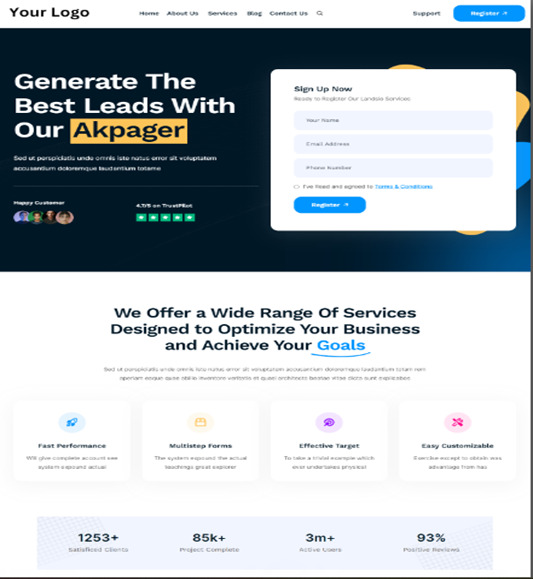 Your Logo
Home About Us Services Blog Contact Us
Support
Register
Generate The
Best Leads With
Our Akpager
Sed ut perspiciatis unde omnis iste natus error sit voluptatem
accusantium doloremque laudantium totame
Happy Customer
4.7/5 on TrustPilot
Sign Up Now
Ready to Register Our Landsio Services
Your Name
Email Address
Phone Number
I've Read and agreed to Terms & Conditions
Register
We Offer a Wide Range Of Services
Designed to Optimize Your Business
and Achieve Your Goals
Sed ut perspiciatis unde omnis iste natus error sit voluptatem accusantium doloremque laudantium totam rem
aperiam eaque quae abillo inventore veritatis et quasi architecto beatae vitae dicta sunt explicabo
Fast Performance
Will give complete account see
system expound actual
Multistep Forms
The system expound the actual
teachings great explorer
Effective Target
To take a trivial example which
ever undertakes physical
Easy Customizable
Exercise except to obtain was
advantage from has
1253+
Satisficed Clients
85k+
Project Complete
3m+
Active Users
93%
Positive Reviews